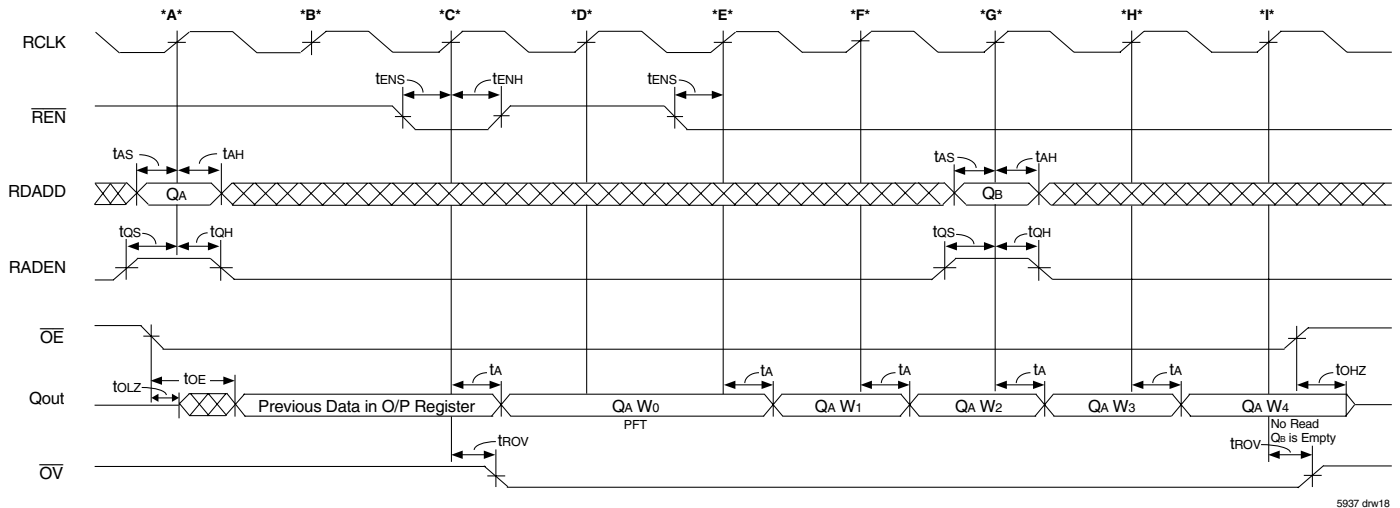 *A* *B* *C* *D* *E* *F* *G* *H* *I*
RCLK
tENS tENH tENS
REN
tAS tAH tAS tAH
RDADD QA QB
tQS tQH tQS tQH
RADEN
OE
tOLZ tOE tA tA tA tA tA tOHZ
Qout Previous Data in O/P Register QA W0 QA W1 QA W2 QA W3 QA W4
PFT No Read
QB is Empty
tROV tROV
OV
5937 drw18